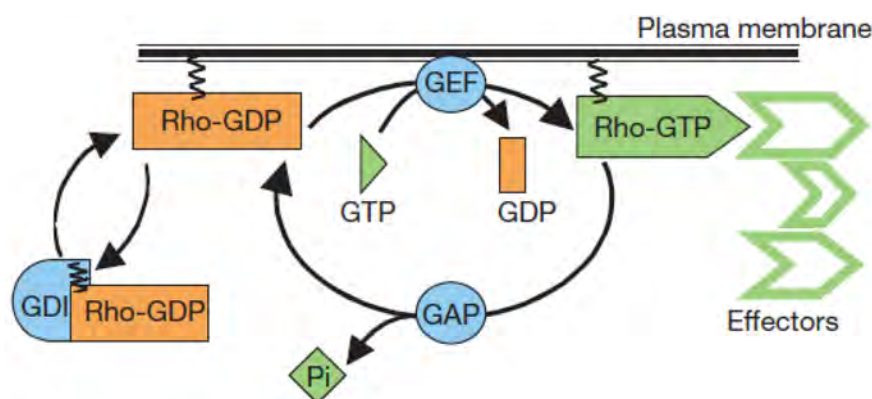 Plasma membrane
GEF
Rho-GDP
Rho-GTP
GTP
GDP
GDI
Rho-GDP
GAP
Effectors
Pi